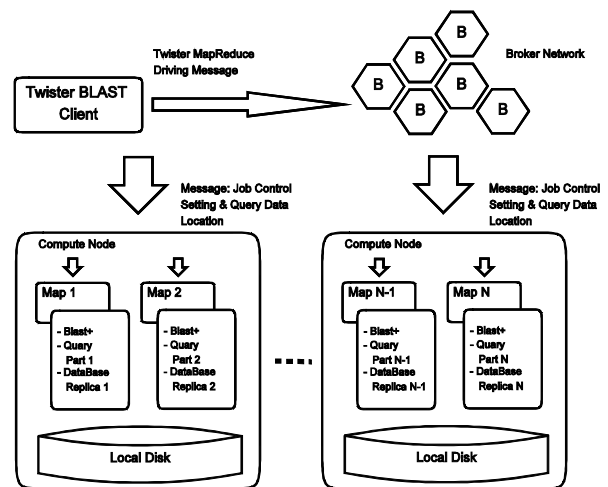 Twister MapReduce
Driving Message
Broker Network
Twister BLAST
Client
B
B
B
B
B
B
B
Message: Job Control
Setting & Query Data
Location
Message: Job Control
Setting & Query Data
Location
Compute Node
Map 1
Map 2
- Blast+
- Quary
Part 1
- DataBase
Replica 1
- Blast+
- Quary
Part 2
- DataBase
Replica 2
Local Disk
Compute Node
Map N-1
Map N
- Blast+
- Quary
Part N-1
- DataBase
Replica N-1
- Blast+
- Quary
Part N
- DataBase
Replica N
Local Disk